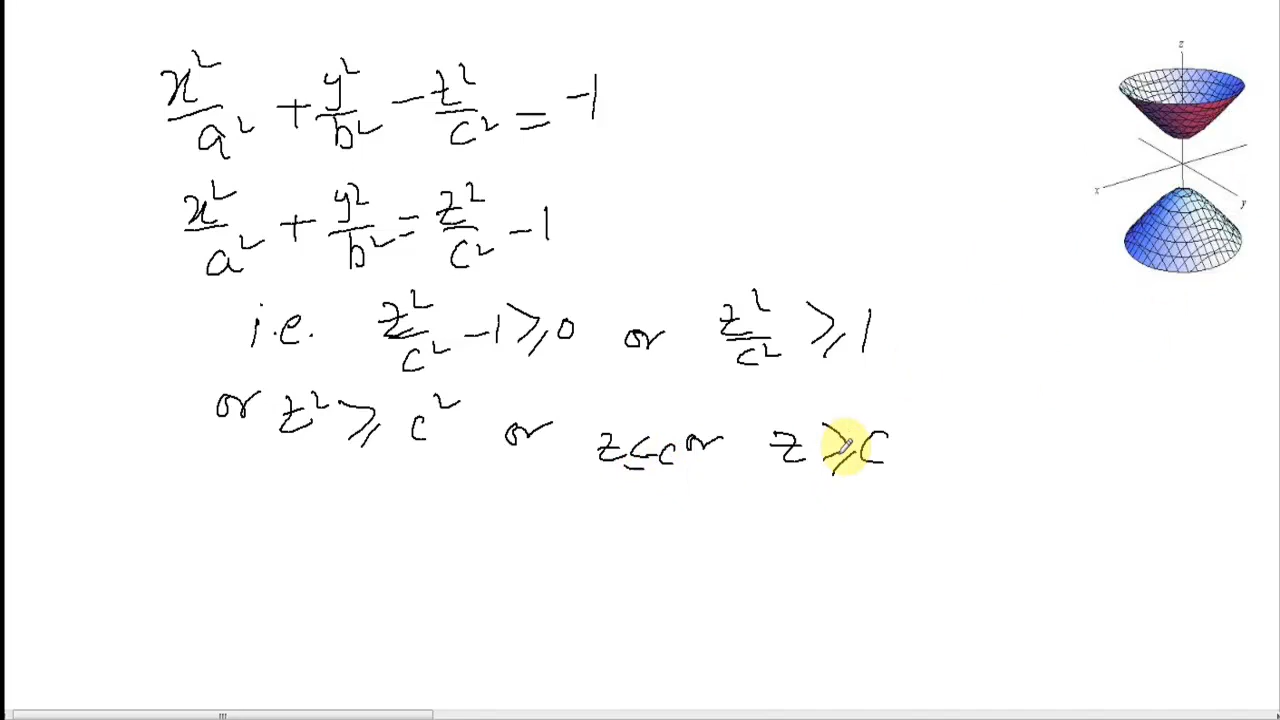 x²/a² + y²/b² - z²/c² = -1
x²/a² + y²/b² = z²/c² - 1
i.e. z²/c² - 1 ≥ 0 or z²/c² ≥ 1
or z² ≥ c² or z ≤ -c or z ≥ c
z
x
y